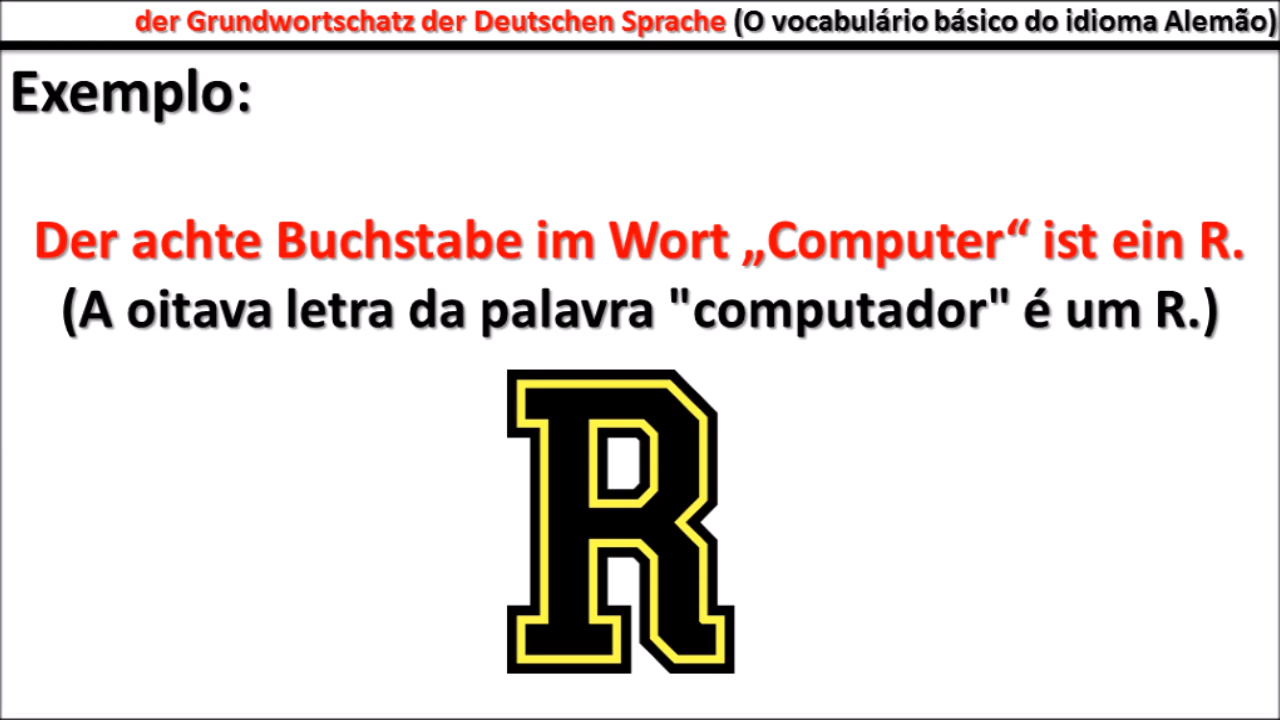 der Grundwortschatz der Deutschen Sprache (O vocabulário básico do idioma Alemão)
Exemplo:
Der achte Buchstabe im Wort „Computer“ ist ein R.
(A oitava letra da palavra "computador" é um R.)
R